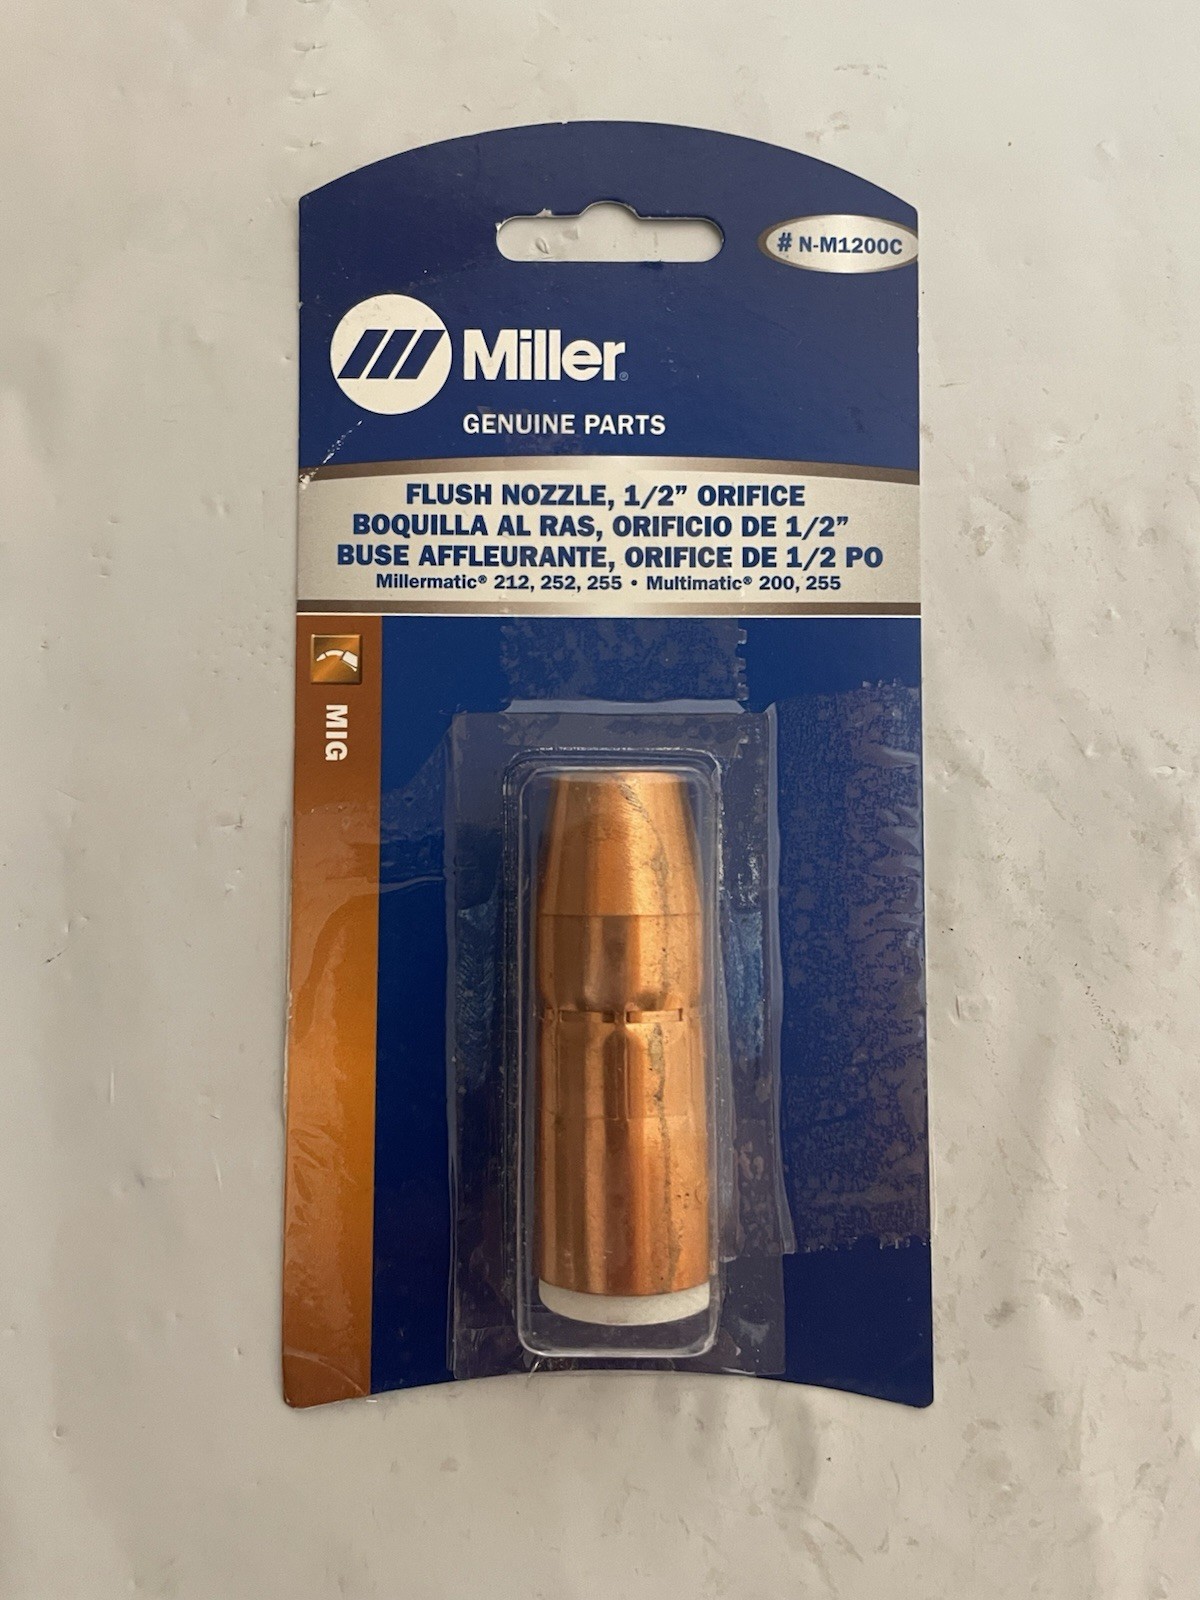 # N-M1200C
Miller®
GENUINE PARTS
FLUSH NOZZLE, 1/2” ORIFICE
BOQUILLA AL RAS, ORIFICIO DE 1/2”
BUSE AFFLEURANTE, ORIFICE DE 1/2 PO
Millermatic® 212, 252, 255 • Multimatic® 200, 255
MIG